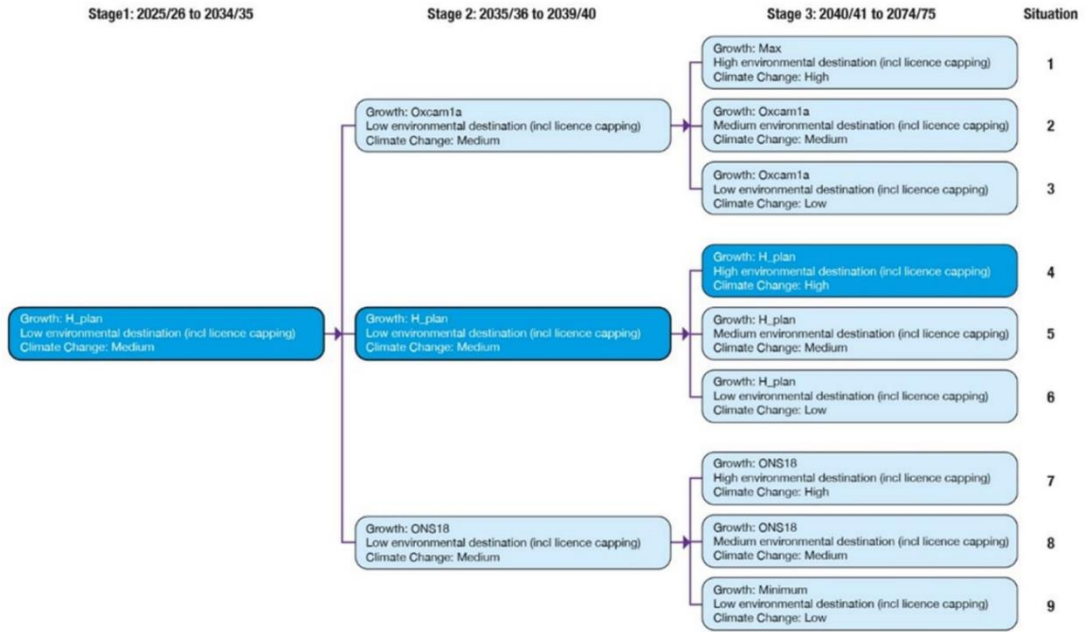 Stage1: 2025/26 to 2034/35
Stage 2: 2035/36 to 2039/40
Stage 3: 2040/41 to 2074/75
Situation
Growth: H_plan
Low environmental destination (incl licence capping)
Climate Change: Medium
Growth: Oxcam1a
Low environmental destination (incl licence capping)
Climate Change: Medium
Growth: H_plan
Low environmental destination (incl licence capping)
Climate Change: Medium
Growth: ONS18
Low environmental destination (incl licence capping)
Climate Change: Medium
Growth: Max
High environmental destination (incl licence capping)
Climate Change: High
1
Growth: Oxcam1a
Medium environmental destination (incl licence capping)
Climate Change: Medium
2
Growth: Oxcam1a
Low environmental destination (incl licence capping)
Climate Change: Low
3
Growth: H_plan
High environmental destination (incl licence capping)
Climate Change: High
4
Growth: H_plan
Medium environmental destination (incl licence capping)
Climate Change: Medium
5
Growth: H_plan
Low environmental destination (incl licence capping)
Climate Change: Low
6
Growth: ONS18
High environmental destination (incl licence capping)
Climate Change: High
7
Growth: ONS18
Medium environmental destination (incl licence capping)
Climate Change: Medium
8
Growth: Minimum
Low environmental destination (incl licence capping)
Climate Change: Low
9